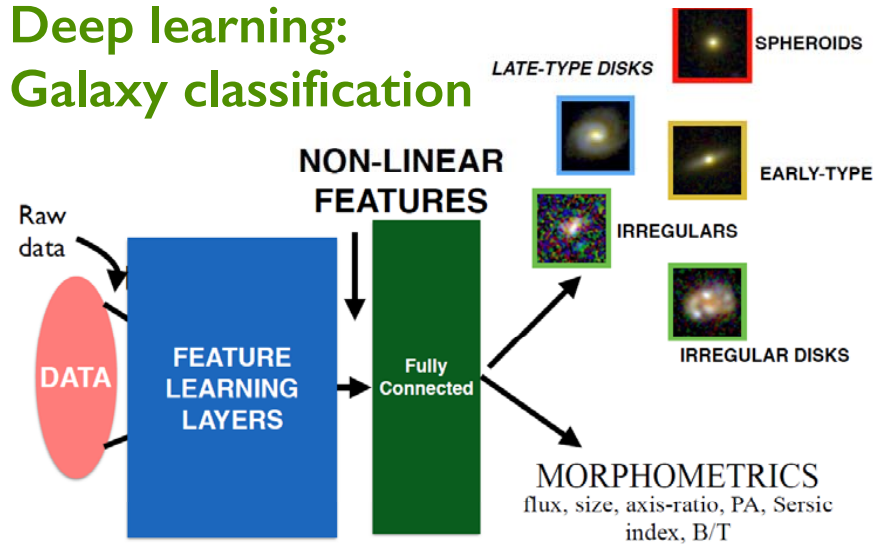 Deep learning:
Galaxy classification
SPHEROIDS
LATE-TYPE DISKS
EARLY-TYPE
IRREGULARS
IRREGULAR DISKS
NON-LINEAR
FEATURES
Raw
data
DATA
FEATURE
LEARNING
LAYERS
Fully
Connected
MORPHOMETRICS
flux, size, axis-ratio, PA, Sersic
index, B/T